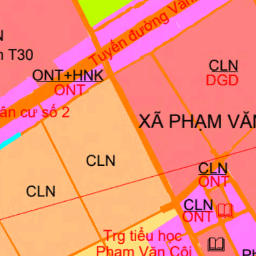 Tuyến đường Văn
T30
ONT+HNK
ONT
CLN
DGD
ân cư số 2
XÃ PHẠM VĂN
CLN
CLN
ONT
CLN
CLN
ONT
Trg tiểu học
Phạm Văn Cội